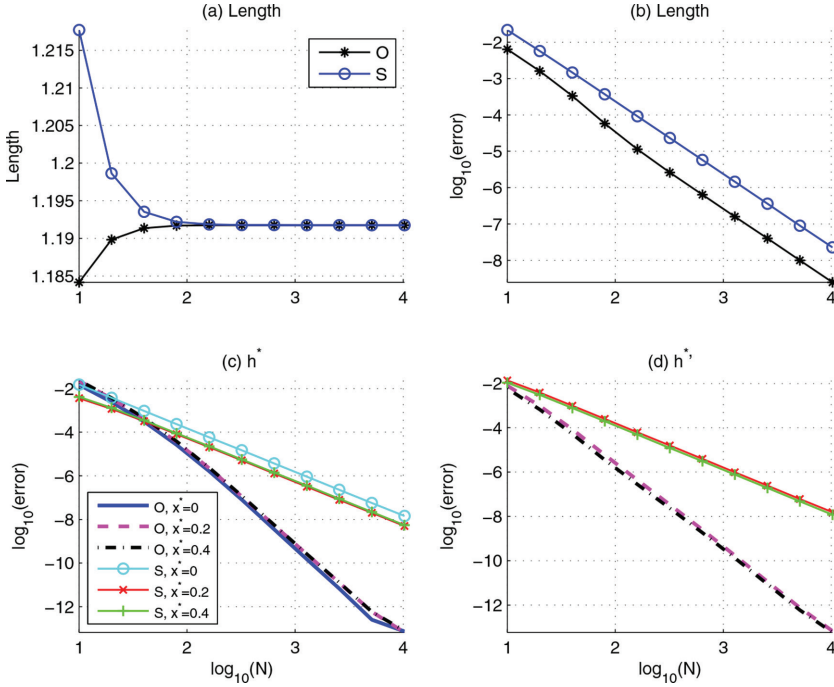 (a) Length
1.215
1.21
1.205
1.2
1.195
1.19
1.185
Length
1
2
3
4
O
S
(b) Length
−2
−3
−4
−5
−6
−7
−8
log10(error)
1
2
3
4
(c) h*
−2
−4
−6
−8
−10
−12
log10(error)
1
2
3
4
log10(N)
O, x*=0
O, x*=0.2
O, x*=0.4
S, x*=0
S, x*=0.2
S, x*=0.4
(d) h*'
−2
−4
−6
−8
−10
−12
log10(error)
1
2
3
4
log10(N)